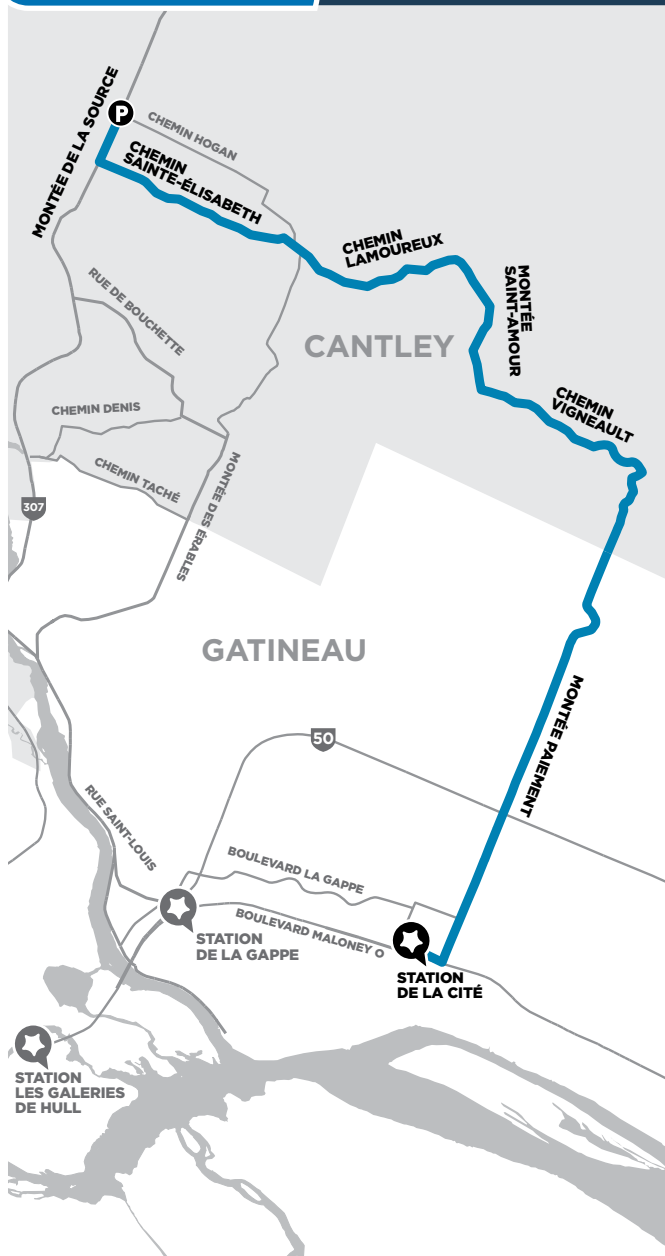 MONTÉE DE LA SOURCE
P
CHEMIN HOGAN
CHEMIN
SAINTE-ÉLISABETH
CHEMIN
LAMOUREUX
MONTÉE
SAINT-AMOUR
RUE DE BOUCHETTE
CANTLEY
CHEMIN
VIGNEAULT
CHEMIN DENIS
CHEMIN TACHÉ
MONTÉE DES ÉRABLES
307
GATINEAU
MONTÉE PAIEMENT
50
RUE SAINT-LOUIS
BOULEVARD LA GAPPE
BOULEVARD MALONEY O
STATION
DE LA GAPPE
STATION
DE LA CITÉ
STATION
LES GALERIES
DE HULL